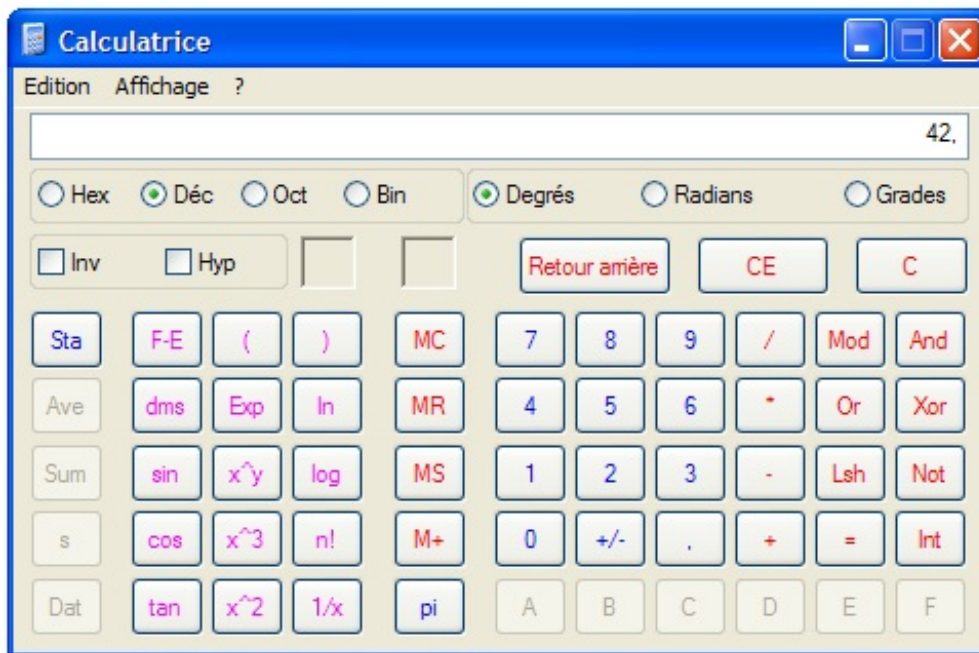 Calculatrice
Edition Affichage ?
42,
Hex Déc Oct Bin Degrés Radians Grades
Inv Hyp Retour arrière CE C
Sta F-E ( ) MC 7 8 9 / Mod And
Ave dms Exp ln MR 4 5 6 * Or Xor
Sum sin x^y log MS 1 2 3 - Lsh Not
s cos x^3 n! M+ 0 +/- , + = Int
Dat tan x^2 1/x pi A B C D E F